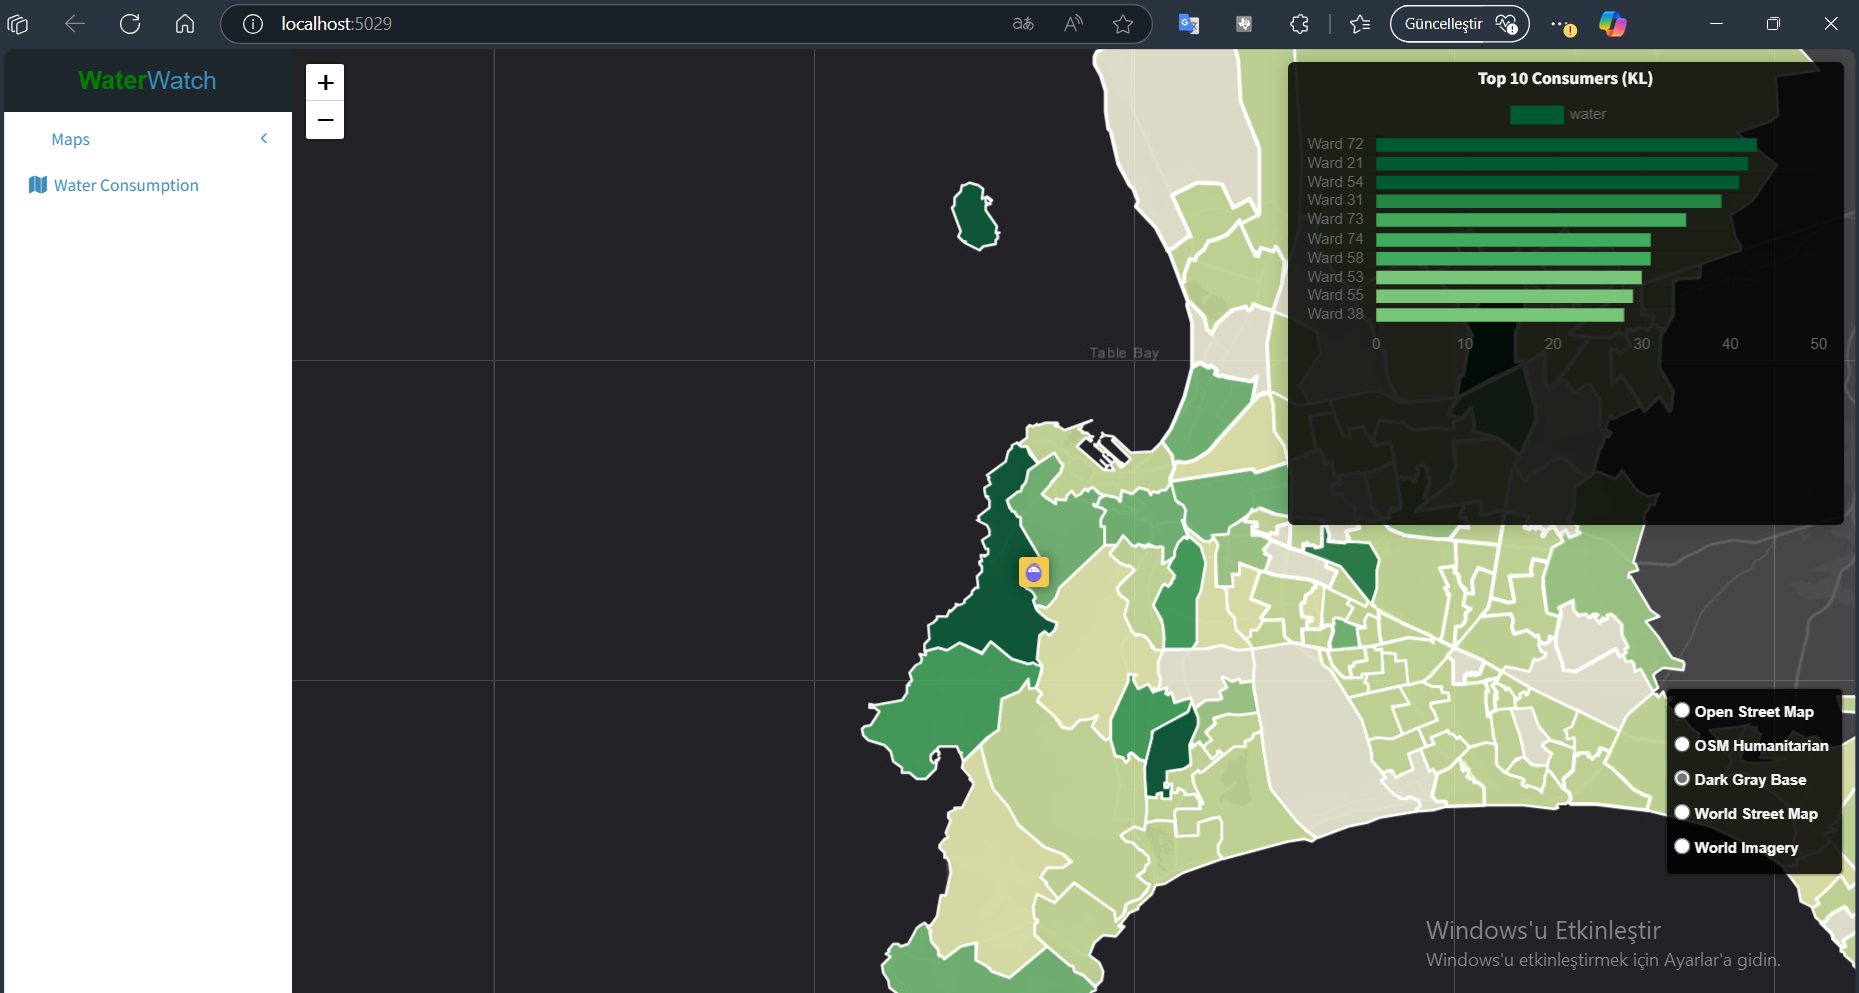 localhost:5029
aあ
A
Güncelleştir
WaterWatch
Maps
Water Consumption
+
−
Table Bay
Top 10 Consumers (KL)
water
Ward 72
Ward 21
Ward 54
Ward 31
Ward 73
Ward 74
Ward 58
Ward 53
Ward 55
Ward 38
0 10 20 30 40 50
Open Street Map
OSM Humanitarian
Dark Gray Base
World Street Map
World Imagery
Windows'u Etkinleştir
Windows'u etkinleştirmek için Ayarlar'a gidin.